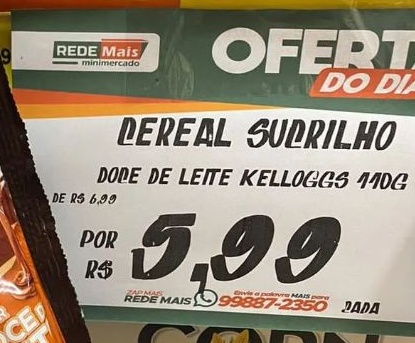 REDE Mais
minimercado
OFERT
DO DIA
CEREAL SUCRILHO
DOCE DE LEITE KELLOGGS 110G
DE R$ 6,99
POR
R$
5,99
CADA
ZAP MAIS
REDE MAIS
Envie a palavra MAIS para
99887-2350